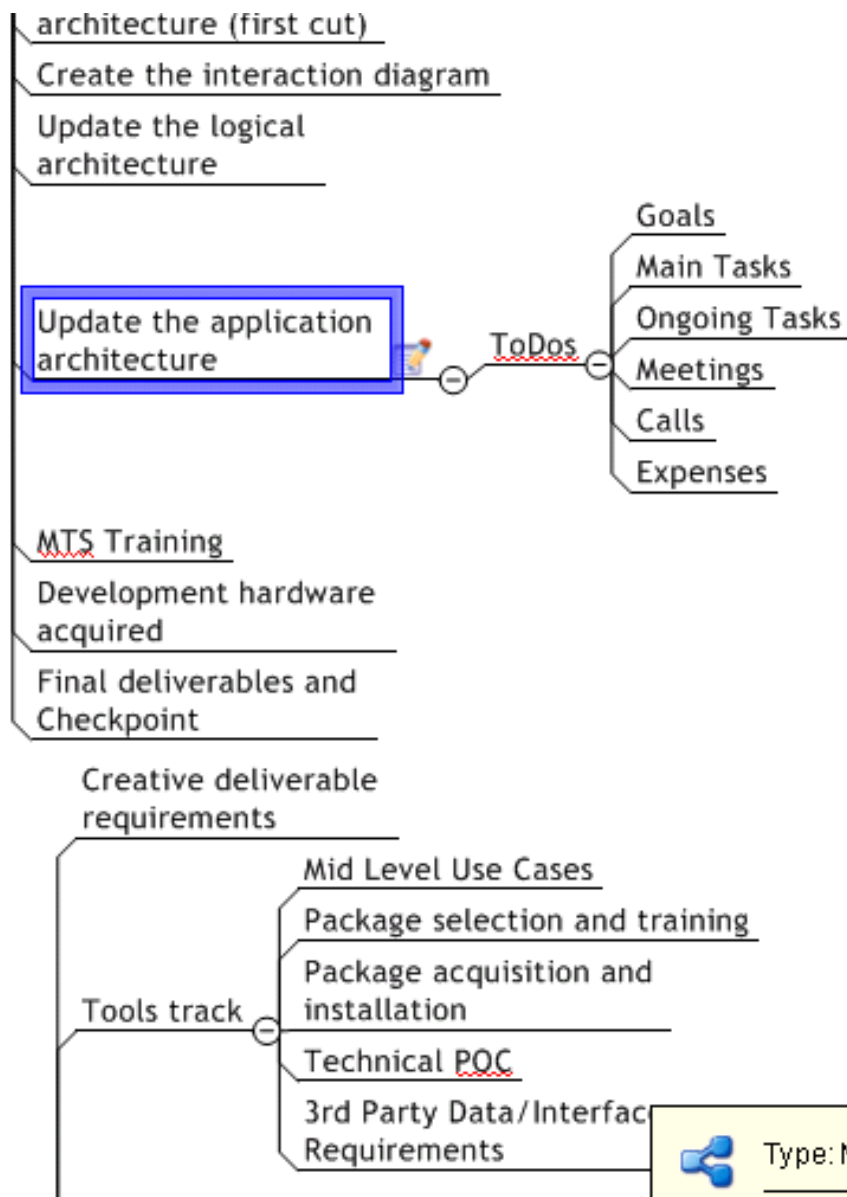 architecture (first cut)
Create the interaction diagram
Update the logical
architecture
Update the application
architecture
ToDos
Goals
Main Tasks
Ongoing Tasks
Meetings
Calls
Expenses
MTS Training
Development hardware
acquired
Final deliverables and
Checkpoint
Creative deliverable
requirements
Tools track
Mid Level Use Cases
Package selection and training
Package acquisition and
installation
Technical POC
3rd Party Data/Interfac
Requirements
Type: